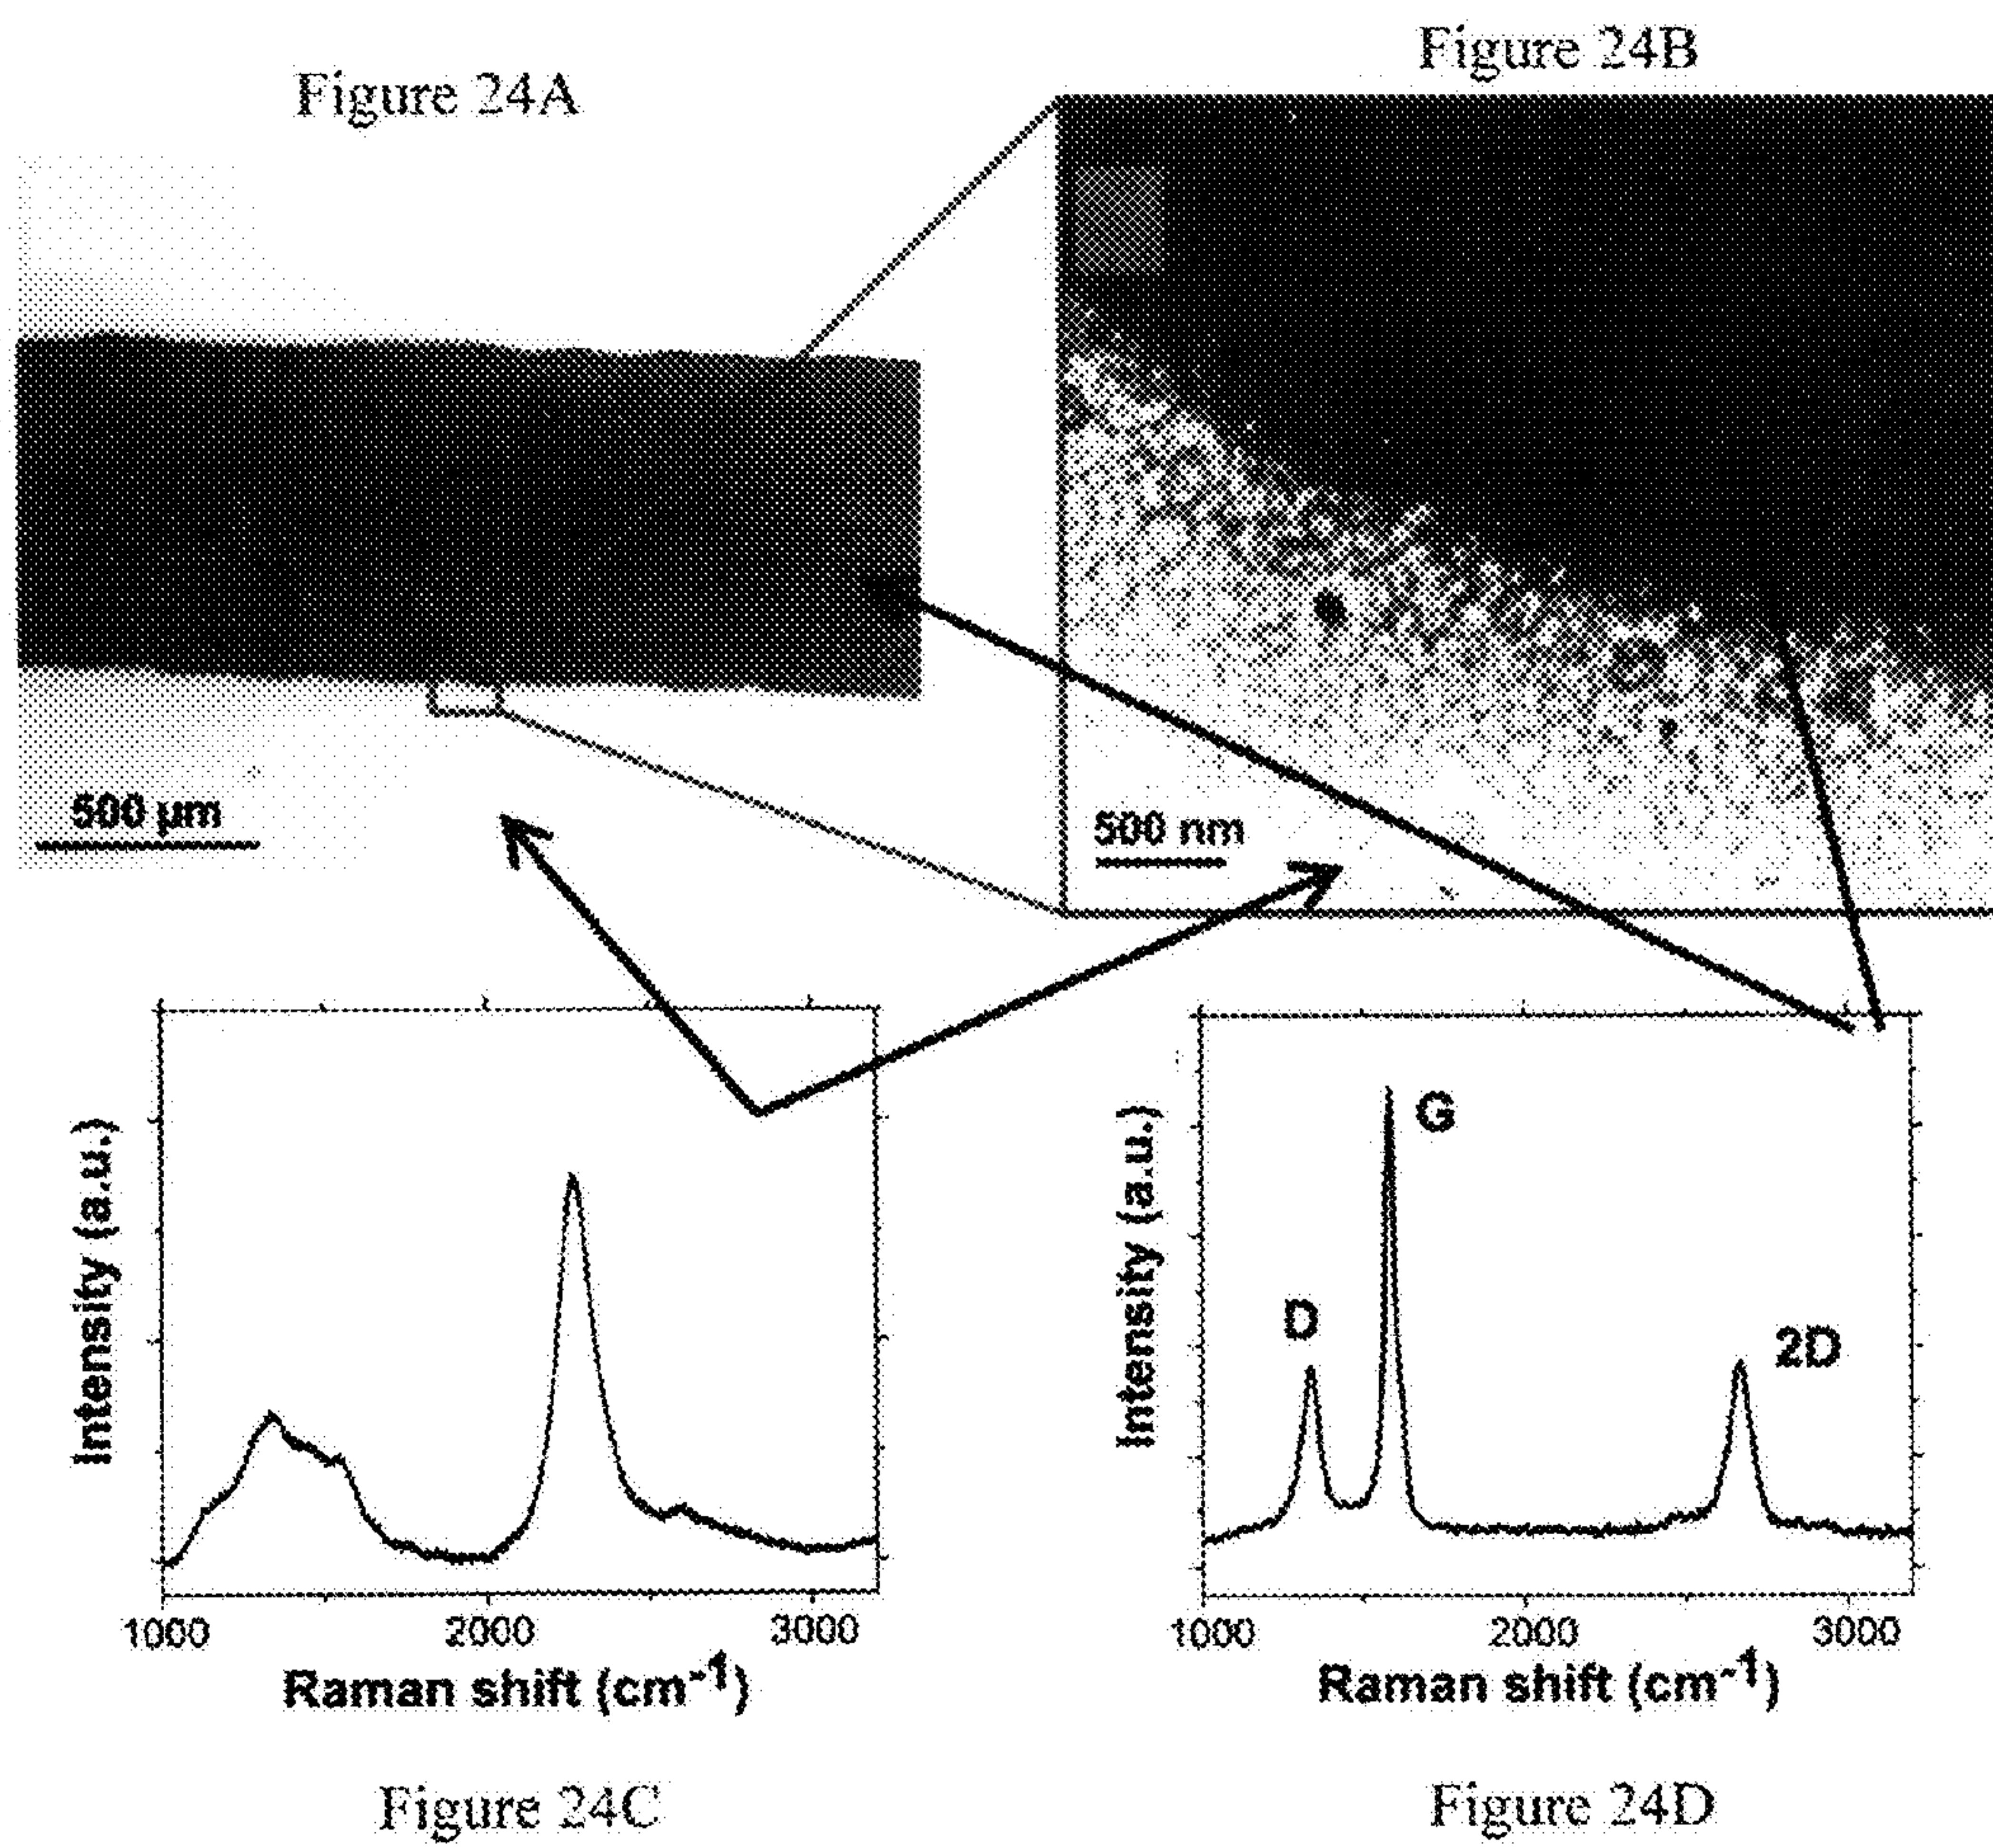 Figure 24A
Figure 24B
500 µm
500 nm
Intensity (a.u.)
1000 2000 3000
Raman shift (cm⁻¹)
Figure 24C
Intensity (a.u.)
D
G
2D
1000 2000 3000
Raman shift (cm⁻¹)
Figure 24D